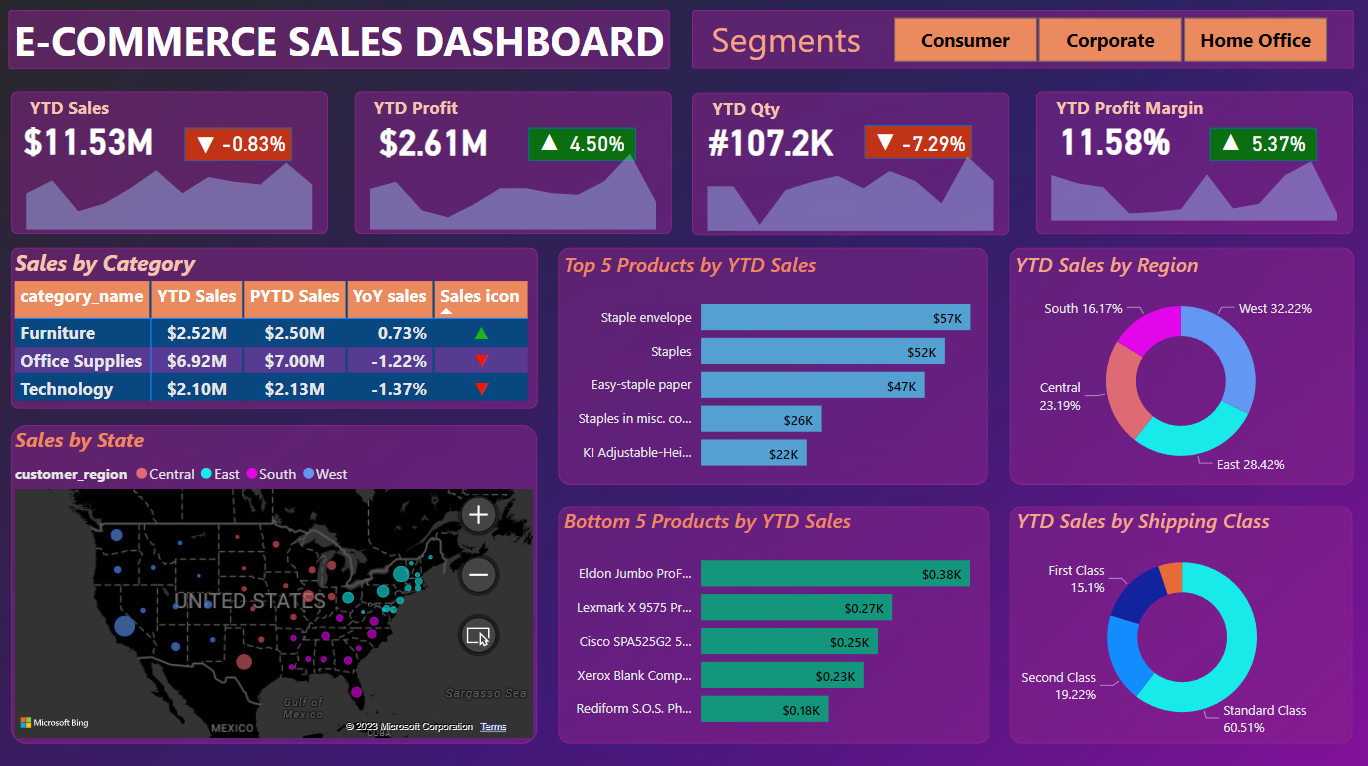 E-COMMERCE SALES DASHBOARD
Segments
Consumer
Corporate
Home Office
YTD Sales
$11.53M
▼ -0.83%
YTD Profit
$2.61M
▲ 4.50%
YTD Qty
#107.2K
▼ -7.29%
YTD Profit Margin
11.58%
▲ 5.37%
Sales by Category
category_name YTD Sales PYTD Sales YoY sales Sales icon
Furniture $2.52M $2.50M 0.73% ▲
Office Supplies $6.92M $7.00M -1.22% ▼
Technology $2.10M $2.13M -1.37% ▼
Top 5 Products by YTD Sales
Staple envelope $57K
Staples $52K
Easy-staple paper $47K
Staples in misc. co... $26K
KI Adjustable-Hei... $22K
YTD Sales by Region
South 16.17%
West 32.22%
Central
23.19%
East 28.42%
Sales by State
customer_region Central East South West
UNITED STATES
Gulf of
Mexico
Sargasso Sea
MEXICO
CUBA
Microsoft Bing
© 2023 Microsoft Corporation Terms
Bottom 5 Products by YTD Sales
Eldon Jumbo ProF... $0.38K
Lexmark X 9575 Pr... $0.27K
Cisco SPA525G2 5... $0.25K
Xerox Blank Comp... $0.23K
Rediform S.O.S. Ph... $0.18K
YTD Sales by Shipping Class
First Class
15.1%
Second Class
19.22%
Standard Class
60.51%